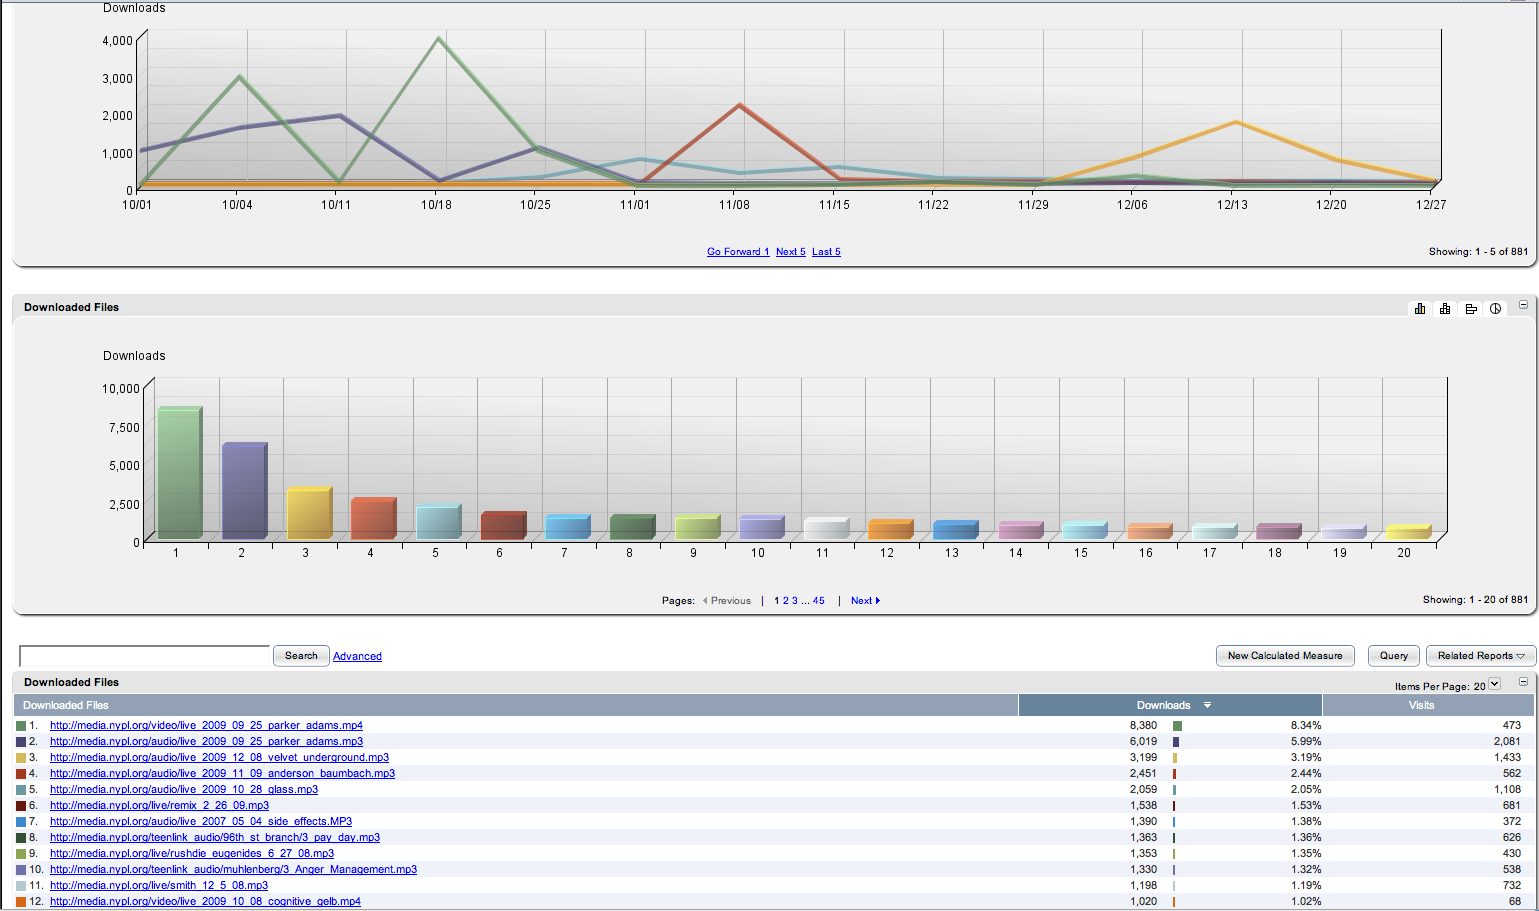 Downloads
4,000
3,000
2,000
1,000
0
10/01 10/04 10/11 10/18 10/25 11/01 11/08 11/15 11/22 11/29 12/06 12/13 12/20 12/27
Go Forward 1 Next 5 Last 5 Showing: 1 - 5 of 881
Downloaded Files
Downloads
10,000
7,500
5,000
2,500
0
1 2 3 4 5 6 7 8 9 10 11 12 13 14 15 16 17 18 19 20
Pages: Previous | 1 2 3 ... 45 | Next Showing: 1 - 20 of 881
Search Advanced New Calculated Measure Query Related Reports
Downloaded Files Items Per Page: 20
Downloaded Files Downloads Visits
1. http://media.nypl.org/video/live_2009_09_25_parker_adams.mp4 8,380 8.34% 473
2. http://media.nypl.org/audio/live_2009_09_25_parker_adams.mp3 6,019 5.99% 2,081
3. http://media.nypl.org/audio/live_2009_12_08_velvet_underground.mp3 3,199 3.19% 1,433
4. http://media.nypl.org/audio/live_2009_11_09_anderson_baumbach.mp3 2,451 2.44% 562
5. http://media.nypl.org/audio/live_2009_10_28_glass.mp3 2,059 2.05% 1,108
6. http://media.nypl.org/live/remix_2_26_09.mp3 1,538 1.53% 681
7. http://media.nypl.org/audio/live_2007_05_04_side_effects.MP3 1,390 1.38% 372
8. http://media.nypl.org/teenlink_audio/96th_st_branch/3_pay_day.mp3 1,363 1.36% 626
9. http://media.nypl.org/live/rushdie_eugenides_6_27_08.mp3 1,353 1.35% 430
10. http://media.nypl.org/teenlink_audio/muhlenberg/3_Anger_Management.mp3 1,330 1.32% 538
11. http://media.nypl.org/live/smith_12_5_08.mp3 1,198 1.19% 732
12. http://media.nypl.org/video/live_2009_10_08_cognitive_gelb.mp4 1,020 1.02% 68